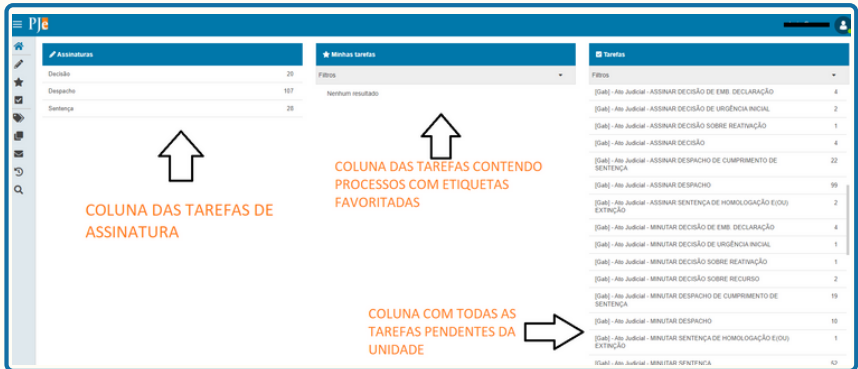 PJe
Assinaturas
Decisão 20
Despacho 107
Sentença 20
COLUNA DAS TAREFAS DE
ASSINATURA
Minhas tarefas
Filtros
Nenhum resultado
COLUNA DAS TAREFAS CONTENDO
PROCESSOS COM ETIQUETAS
FAVORITADAS
COLUNA COM TODAS AS
TAREFAS PENDENTES DA
UNIDADE
Tarefas
Filtros
[Gab] - Ato Judicial - ASSINAR DECISÃO DE EMB. DECLARAÇÃO 4
[Gab] - Ato Judicial - ASSINAR DECISÃO DE URGÊNCIA INICIAL 2
[Gab] - Ato Judicial - ASSINAR DECISÃO SOBRE REATIVAÇÃO 1
[Gab] - Ato Judicial - ASSINAR DECISÃO 4
[Gab] - Ato Judicial - ASSINAR DESPACHO DE CUMPRIMENTO DE 22
SENTENÇA
[Gab] - Ato Judicial - ASSINAR DESPACHO 99
[Gab] - Ato Judicial - ASSINAR SENTENÇA DE HOMOLOGAÇÃO E(OU) 2
EXTINÇÃO
[Gab] - Ato Judicial - MINUTAR DECISÃO DE EMB. DECLARAÇÃO 4
[Gab] - Ato Judicial - MINUTAR DECISÃO DE URGÊNCIA INICIAL 1
[Gab] - Ato Judicial - MINUTAR DECISÃO SOBRE REATIVAÇÃO 1
[Gab] - Ato Judicial - MINUTAR DECISÃO SOBRE RECURSO 2
[Gab] - Ato Judicial - MINUTAR DESPACHO DE CUMPRIMENTO DE 19
SENTENÇA
[Gab] - Ato Judicial - MINUTAR DESPACHO 10
[Gab] - Ato Judicial - MINUTAR SENTENÇA DE HOMOLOGAÇÃO E(OU) 1
EXTINÇÃO
[Gab] - Ato Judicial - MINUTAR SENTENÇA 52